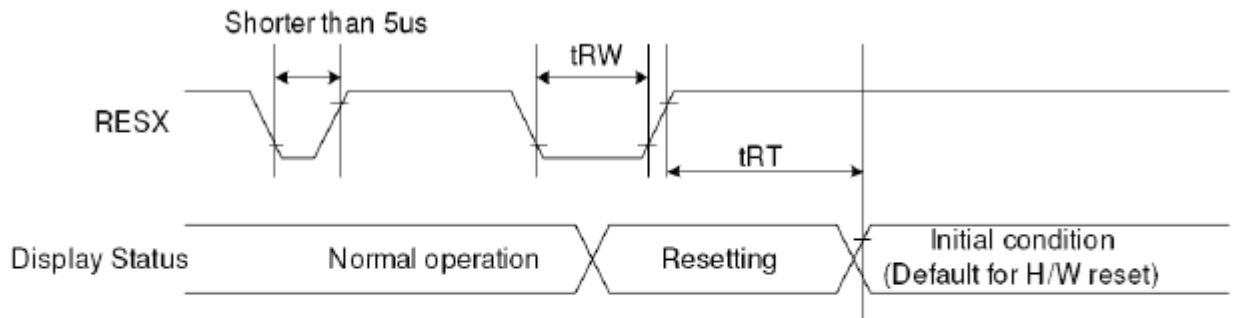 Shorter than 5us
tRW
RESX
tRT
Display Status
Normal operation
Resetting
Initial condition
(Default for H/W reset)